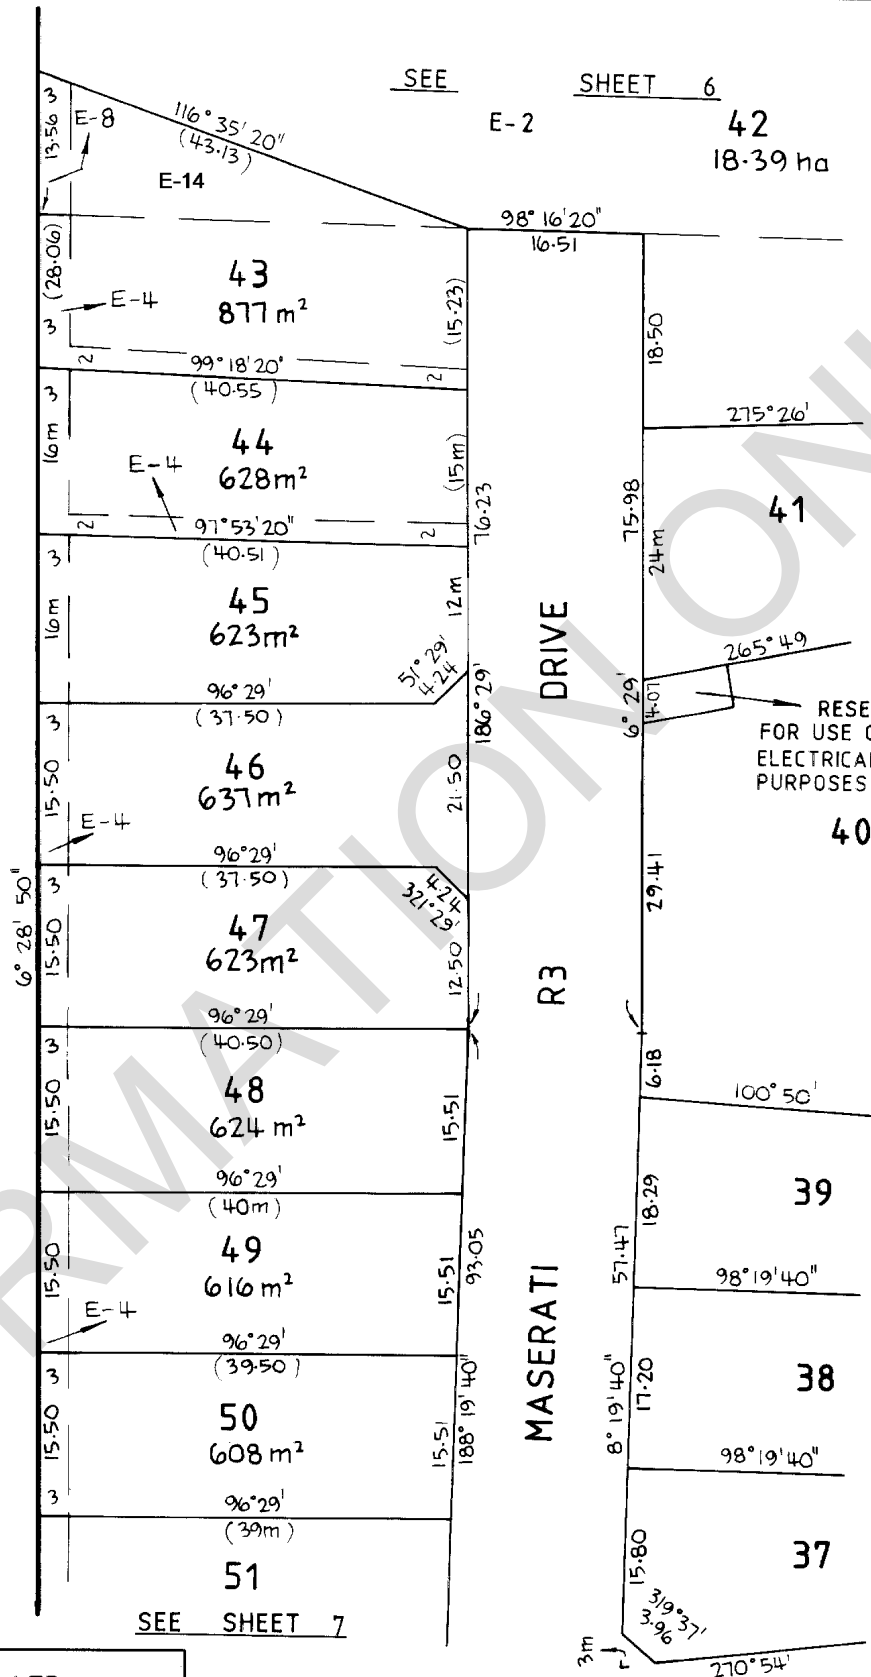 SEE SHEET 6
E-2
42
18·39 ha
116° 35' 20"
(43·13)
3
13·56
E-8
E-14
98° 16' 20"
16·51
(28·06)
43
877 m²
(15·23)
E-4
3
18·50
2
99° 18' 20"
2
(40·55)
3
275° 26'
16m
44
628m²
(15m)
E-4
76·23
75·98
41
2
97° 53' 20"
2
(40·51)
3
24m
45
623m²
16m
12m
DRIVE
51° 29'
4·24
265° 49
96° 29'
(37·50)
3
186° 29'
6° 29'
4·07
RESE
FOR USE O
ELECTRICAL
PURPOSES
46
637m²
15·50
21·50
E-4
40
96° 29'
(37·50)
3
4·24
321° 29'
29·41
6° 28' 50"
47
623m²
15·50
12·50
R3
96° 29'
(40·50)
3
6·18
48
624 m²
15·50
15·51
100° 50'
96° 29'
(40m)
39
18·29
49
616 m²
15·50
15·51
93·05
57·47
98° 19' 40"
E-4
MASERATI
96° 29'
(39·50)
3
38
17·20
8° 19' 40"
50
608 m²
15·50
15·51
188° 19' 40"
98° 19' 40"
3
96° 29'
(39m)
37
15·80
51
319° 37'
3·96
SEE SHEET 7
3m
270° 54'
RMATION ONL